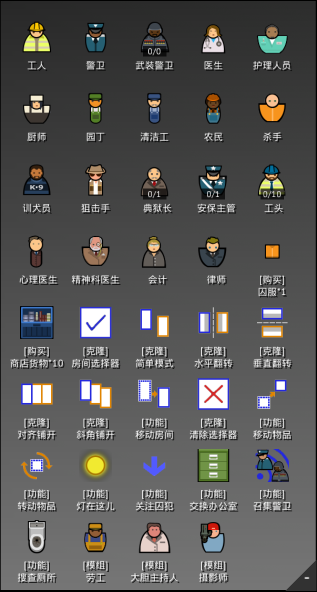 0/0
工人 警卫 武装警卫 医生 护理人员
厨师 园丁 清洁工 农民 杀手
K-9 0/1 0/1 0/10
训犬员 狙击手 典狱长 安保主管 工头
心理医生 精神科医生 会计 律师 [购买]
囚服*1
[购买] [克隆] [克隆] [克隆] [克隆]
商店货物*10 房间选择器 简单模式 水平翻转 垂直翻转
[克隆] [克隆] [功能] [克隆] [功能]
对齐铺开 斜角铺开 移动房间 清除选择器 移动物品
[功能] [功能] [功能] [功能] [功能]
转动物品 灯在这儿 关注囚犯 交换办公室 召集警卫
[功能] [模组] [模组] [模组]
搜查厕所 劳工 大胆主持人 摄影师
-